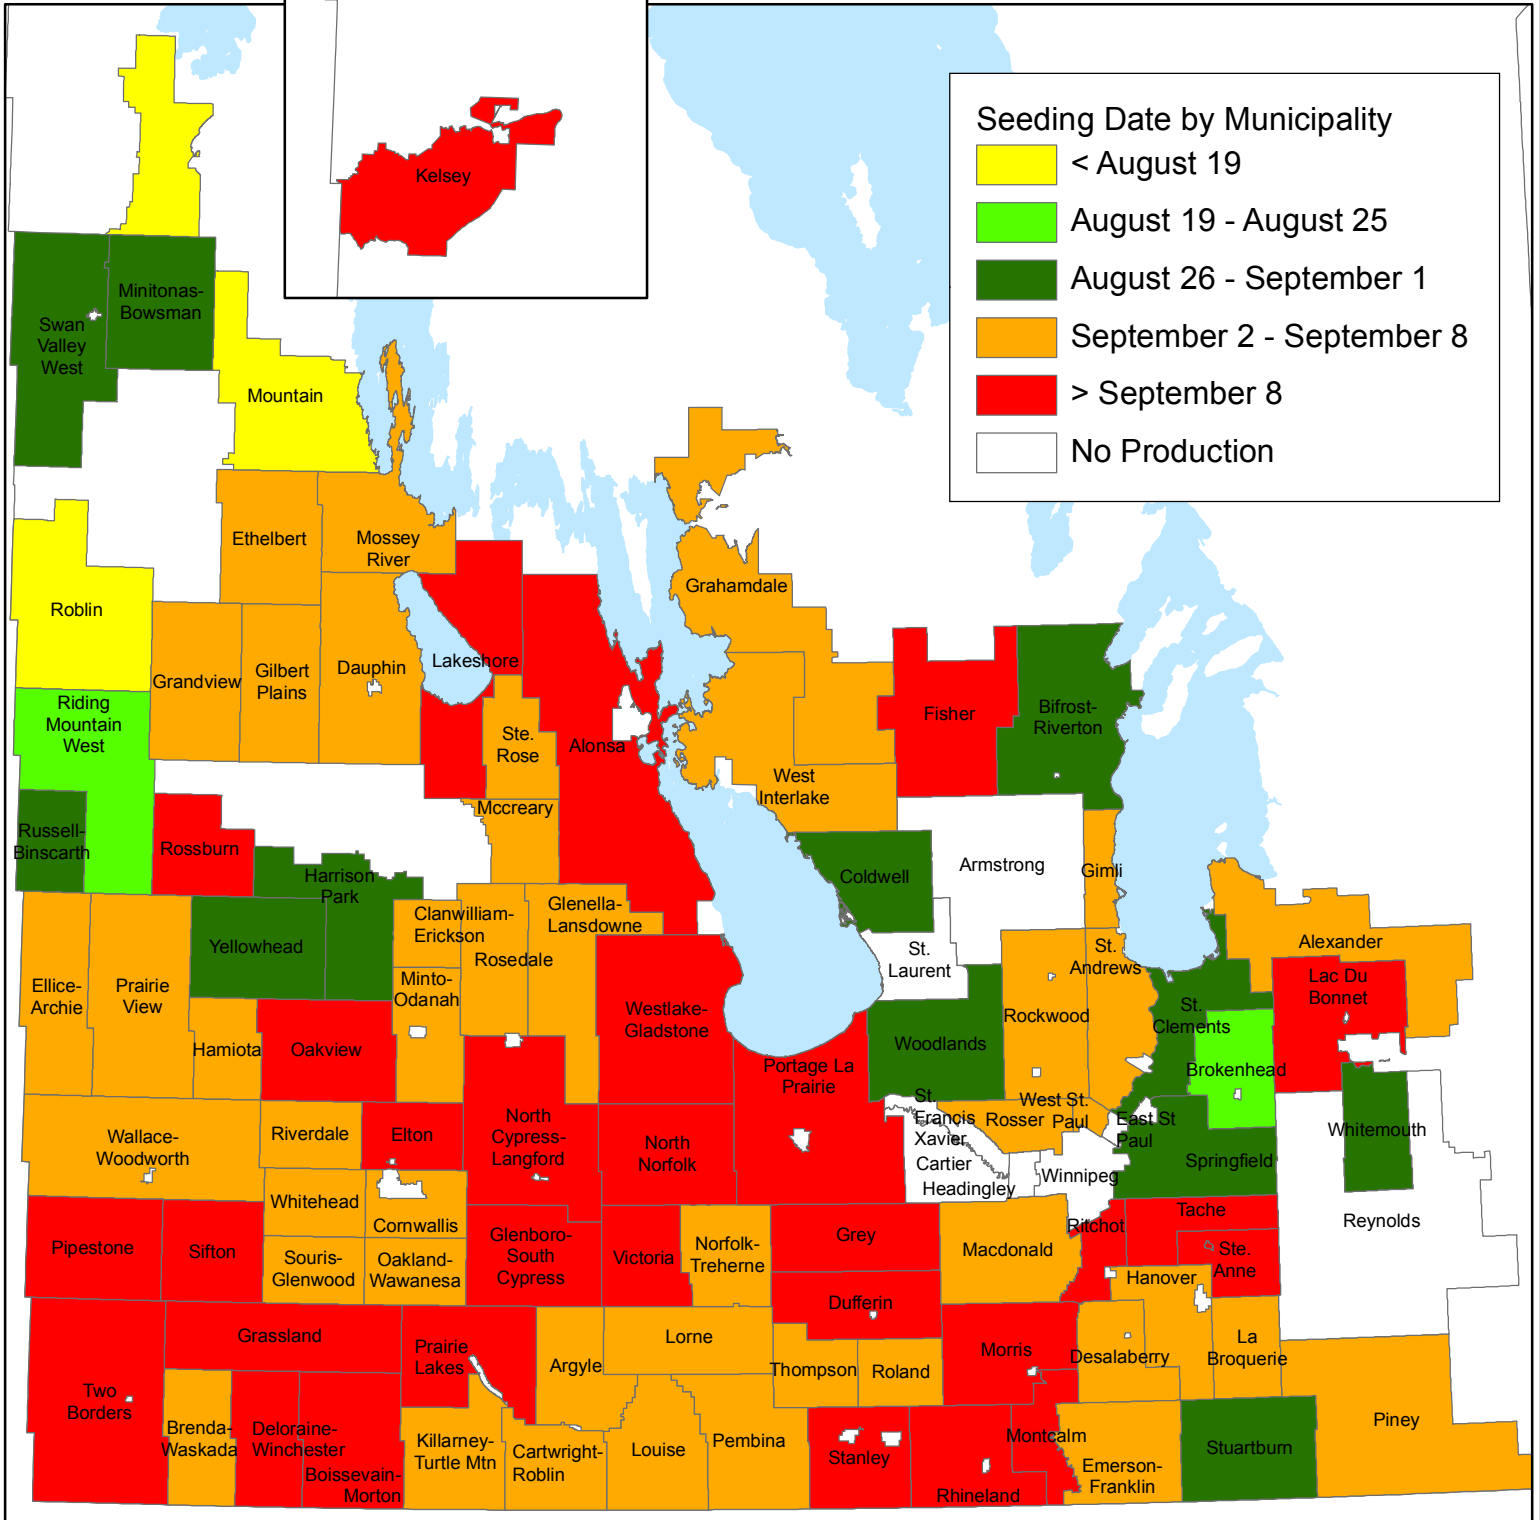 Kelsey
Seeding Date by Municipality
< August 19
August 19 - August 25
August 26 - September 1
September 2 - September 8
> September 8
No Production
Swan
Valley
West
Minitonas-
Bowsman
Mountain
Ethelbert
Mossey
River
Roblin
Grandview
Gilbert
Plains
Dauphin
Lakeshore
Grahamdale
Riding
Mountain
West
Ste.
Rose
Alonsa
Fisher
Bifrost-
Riverton
West
Interlake
Mccreary
Russell-
Binscarth
Rossburn
Harrison
Park
Coldwell
Armstrong
Gimli
Clanwilliam-
Erickson
Glenella-
Lansdowne
Yellowhead
Rosedale
St.
Laurent
St.
Andrews
Alexander
Ellice-
Archie
Prairie
View
Minto-
Odanah
Lac Du
Bonnet
Westlake-
Gladstone
Rockwood
St.
Clements
Hamiota
Oakview
Woodlands
Brokenhead
Portage La
Prairie
St.
Francis
Xavier
Rosser
West St.
Paul
East St
Paul
Whitemouth
Wallace-
Woodworth
Riverdale
Elton
North
Cypress-
Langford
North
Norfolk
Cartier
Headingley
Winnipeg
Springfield
Whitehead
Cornwallis
Reynolds
Tache
Ritchot
Pipestone
Sifton
Souris-
Glenwood
Oakland-
Wawanesa
Glenboro-
South
Cypress
Victoria
Norfolk-
Treherne
Grey
Macdonald
Ste.
Anne
Hanover
Dufferin
Grassland
Prairie
Lakes
Argyle
Lorne
Thompson
Roland
Morris
Desalaberry
La
Broquerie
Two
Borders
Brenda-
Waskada
Deloraine-
Winchester
Boissevain-
Morton
Killarney-
Turtle Mtn
Cartwright-
Roblin
Louise
Pembina
Stanley
Rhineland
Montcalm
Emerson-
Franklin
Stuartburn
Piney